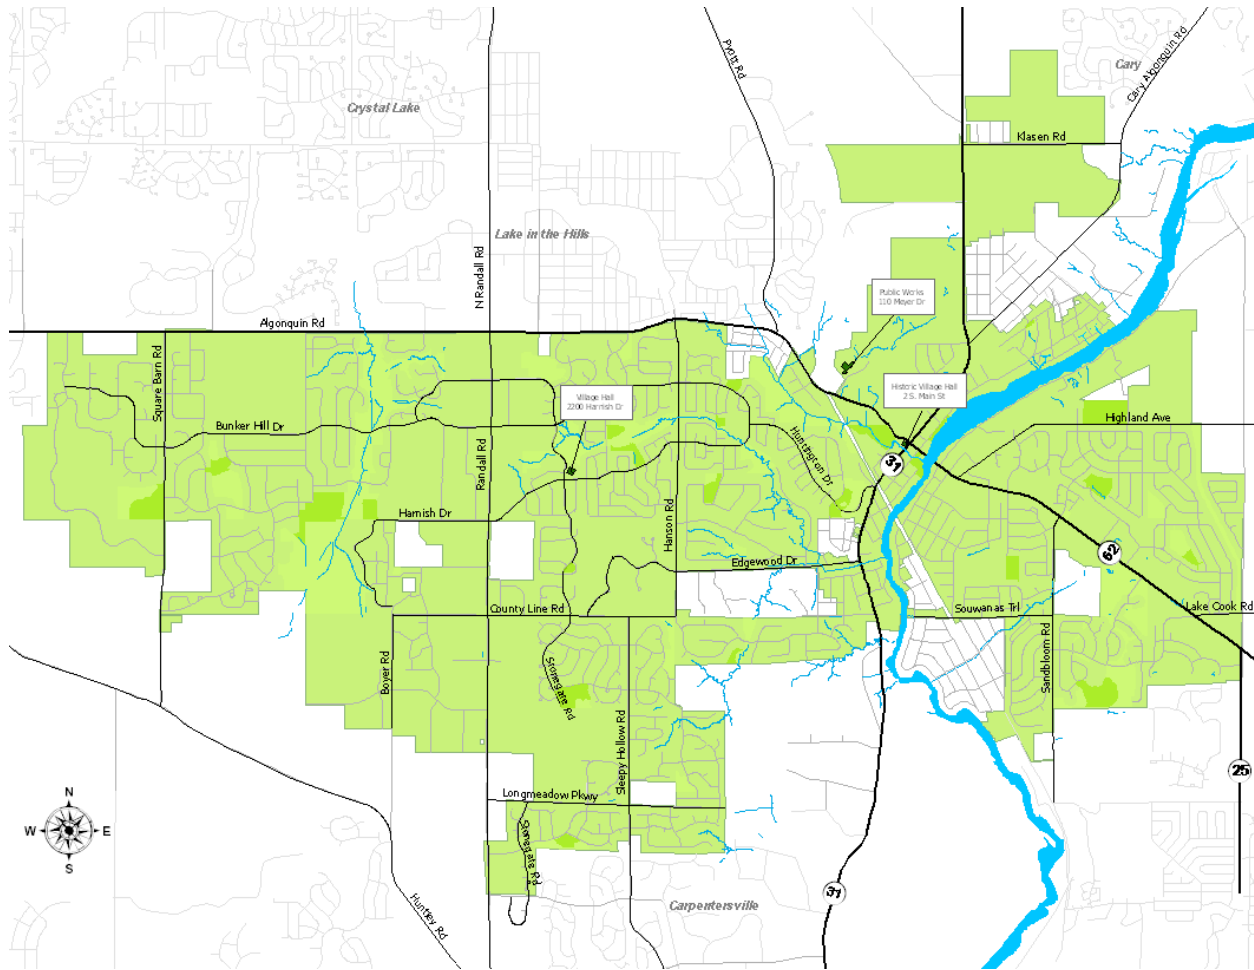 Cary
Pyott Rd
Cary Algonquin Rd
Crystal Lake
Klasen Rd
Lake in the Hills
N Randall Rd
Public Works
110 Meyer Dr
Algonquin Rd
Square Barn Rd
Village Hall
2200 Harnish Dr
Historic Village Hall
2 S. Main St
Bunker Hill Dr
Highland Ave
Randall Rd
Huntington Dr
31
Harnish Dr
Hanson Rd
62
Edgewood Dr
County Line Rd
Souwanas Trl
Lake Cook Rd
Boyer Rd
Stonegate Rd
Sandbloom Rd
Sleepy Hollow Rd
25
Longmeadow Pkwy
N
W
E
S
Stonegate Rd
31
Huntley Rd
Carpentersville